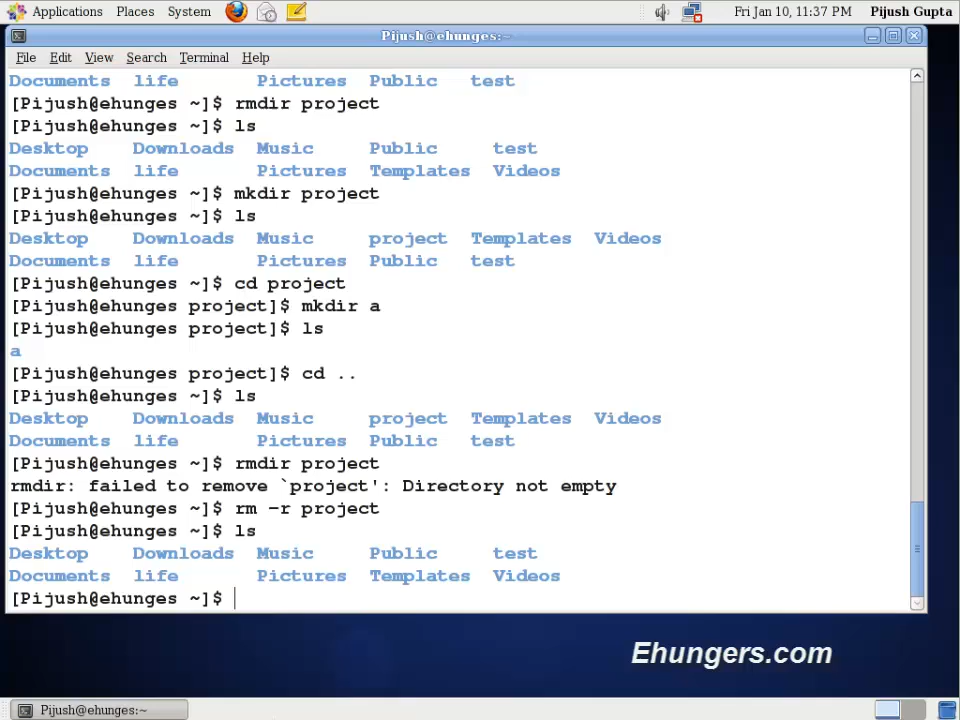 Applications Places System Fri Jan 10, 11:37 PM Pijush Gupta
Pijush@ehunges:~
File Edit View Search Terminal Help
Documents life Pictures Public test
[Pijush@ehunges ~]$ rmdir project
[Pijush@ehunges ~]$ ls
Desktop Downloads Music Public test
Documents life Pictures Templates Videos
[Pijush@ehunges ~]$ mkdir project
[Pijush@ehunges ~]$ ls
Desktop Downloads Music project Templates Videos
Documents life Pictures Public test
[Pijush@ehunges ~]$ cd project
[Pijush@ehunges project]$ mkdir a
[Pijush@ehunges project]$ ls
a
[Pijush@ehunges project]$ cd ..
[Pijush@ehunges ~]$ ls
Desktop Downloads Music project Templates Videos
Documents life Pictures Public test
[Pijush@ehunges ~]$ rmdir project
rmdir: failed to remove `project': Directory not empty
[Pijush@ehunges ~]$ rm -r project
[Pijush@ehunges ~]$ ls
Desktop Downloads Music Public test
Documents life Pictures Templates Videos
[Pijush@ehunges ~]$
Ehungers.com
Pijush@ehunges:~